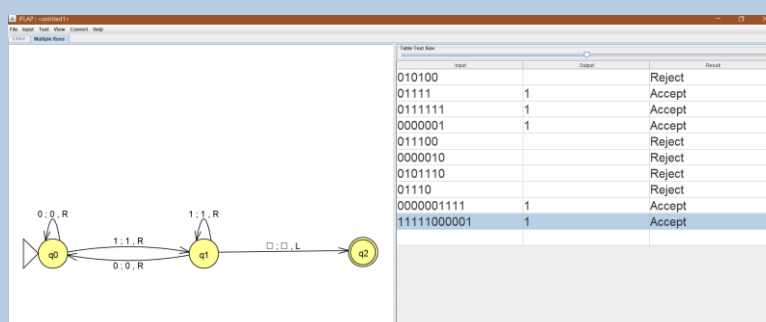 JFLAP : <untitled1>
File Input Test View Convert Help
Editor Multiple Runs
Table Text Size
Input Output Result
010100 Reject
01111 1 Accept
0111111 1 Accept
0000001 1 Accept
011100 Reject
0000010 Reject
0101110 Reject
01110 Reject
0000001111 1 Accept
11111000001 1 Accept
0 ; 0 , R
1 ; 1 , R
1 ; 1 , R
0 ; 0 , R
□ ; □ , L
q0
q1
q2